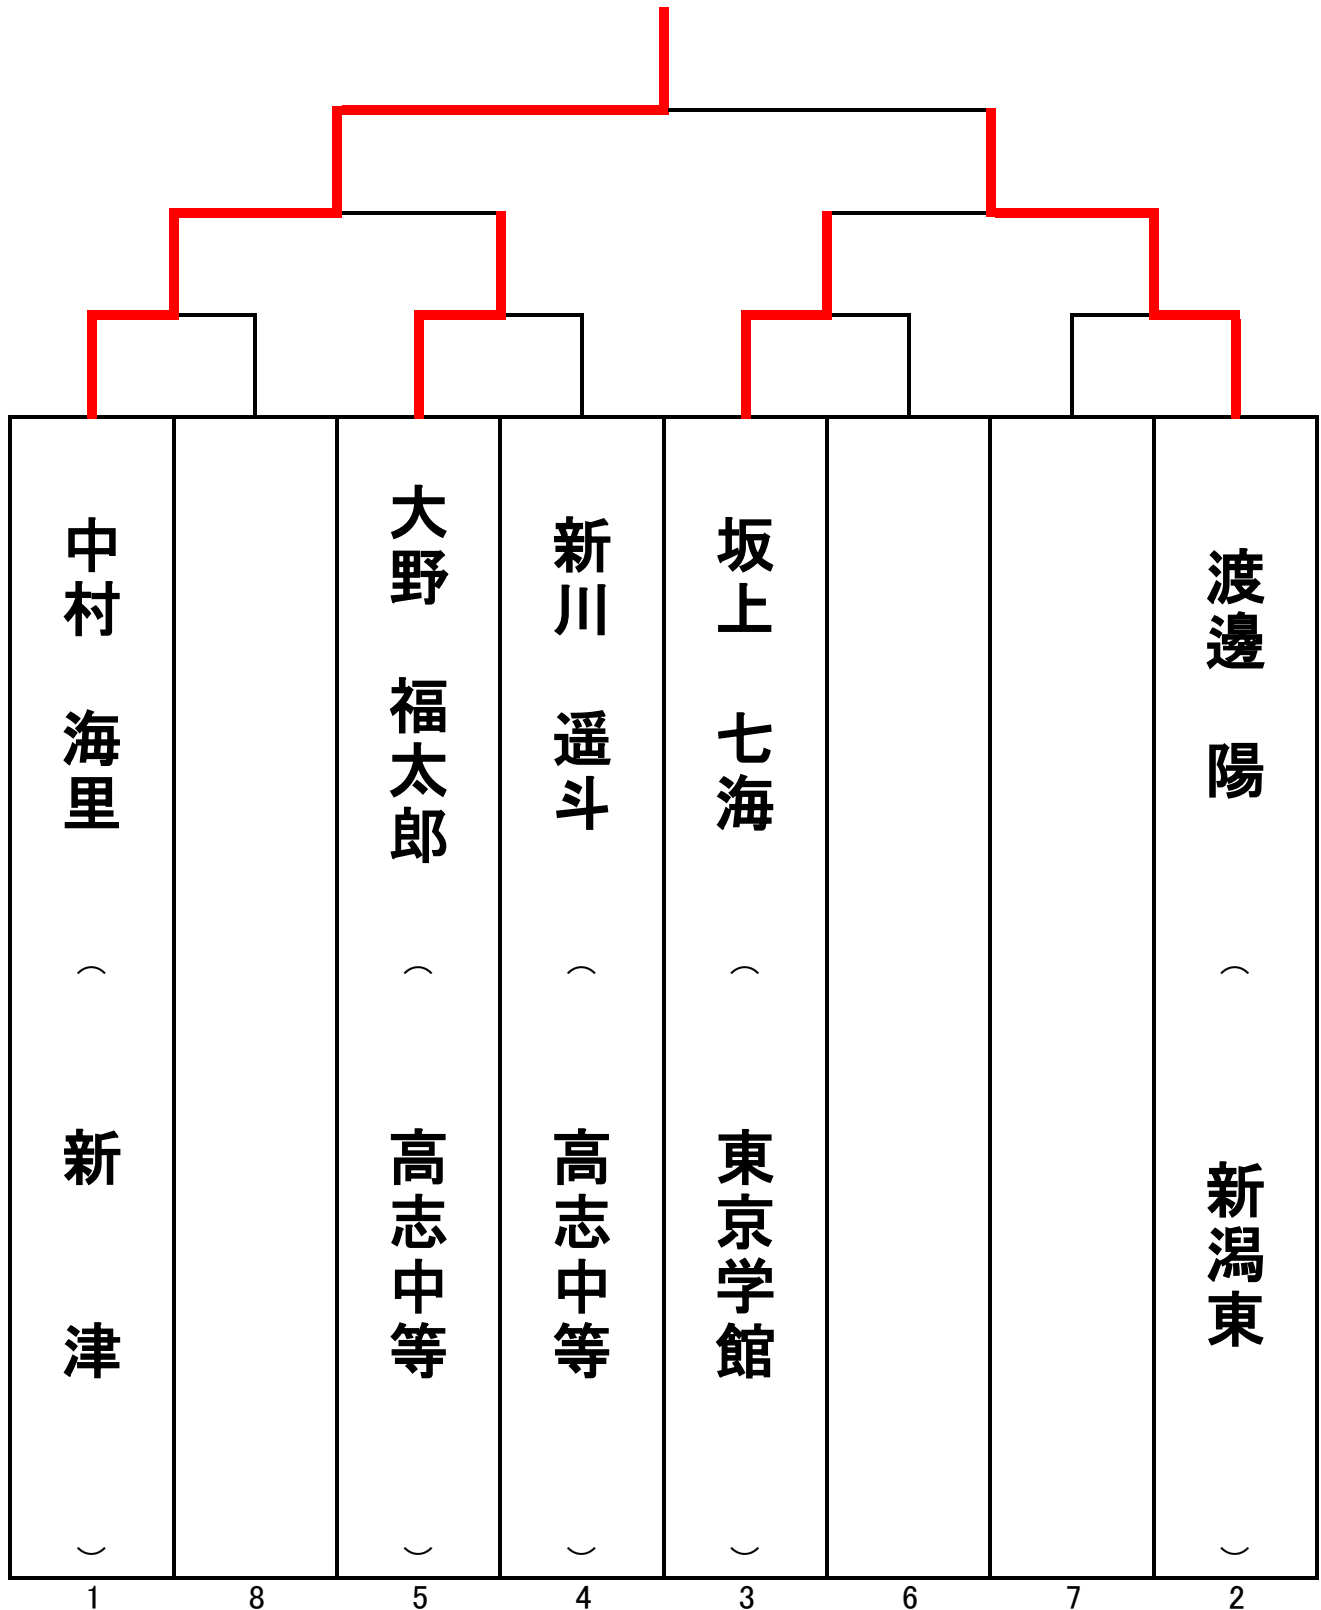 中村　海里
（新津）
大野　福太郎
（高志中等）
新川　遥斗
（高志中等）
坂上　七海
（東京学館）
渡邊　陽
（新潟東）
1 8 5 4 3 6 7 2